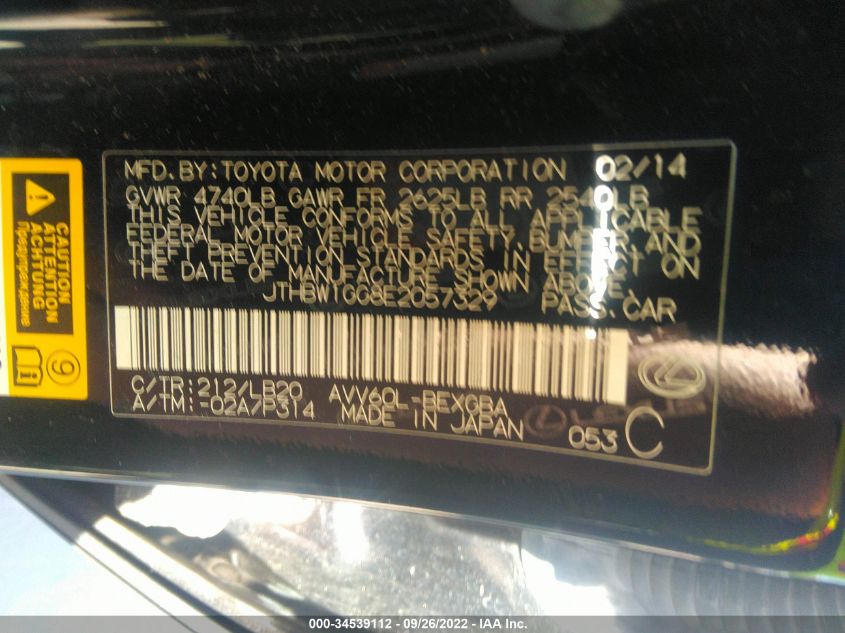 MFD. BY: TOYOTA MOTOR CORPORATION 02/14
GVWR 4740LB GAWR FR 2625LB RR 2540LB
THIS VEHICLE CONFORMS TO ALL APPLICABLE
FEDERAL MOTOR VEHICLE SAFETY, BUMPER, AND
THEFT PREVENTION STANDARDS IN EFFECT ON
THE DATE OF MANUFACTURE SHOWN ABOVE.
JTHBW1GG8E2057329 PASS. CAR
C/TR: 212/LB20 AVV60L-BEXGBA
A/TM: -02A/P314 MADE IN JAPAN
053 C
CAUTION
ATTENTION
ACHTUNG
Предупреждение
9
000-34539112 - 09/26/2022 - IAA Inc.